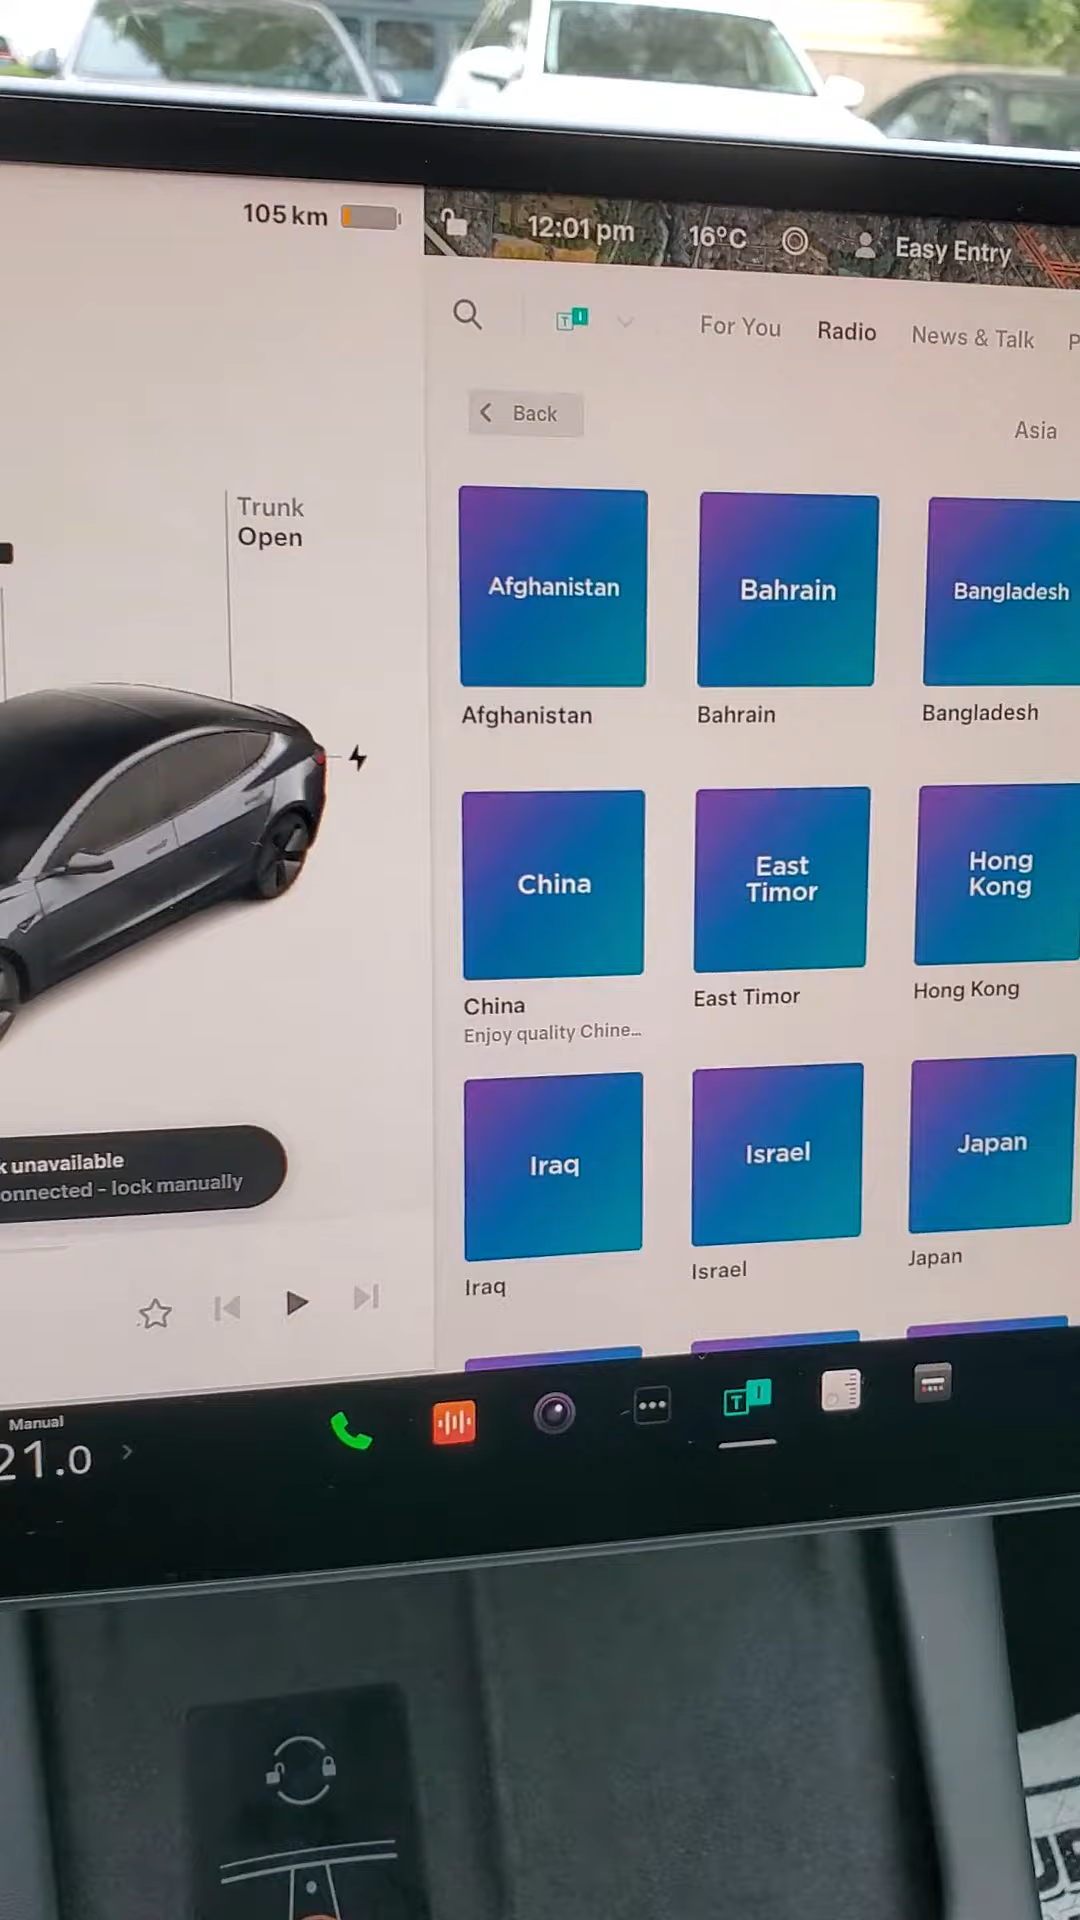 105 km
12:01 pm
16°C
Easy Entry
For You
Radio
News & Talk
P
Back
Asia
Trunk
Open
Afghanistan
Bahrain
Bangladesh
Afghanistan
Bahrain
Bangladesh
China
East
Timor
Hong
Kong
China
Enjoy quality Chine...
East Timor
Hong Kong
Iraq
Israel
Japan
Iraq
Israel
Japan
k unavailable
onnected – lock manually
Manual
21.0
T I